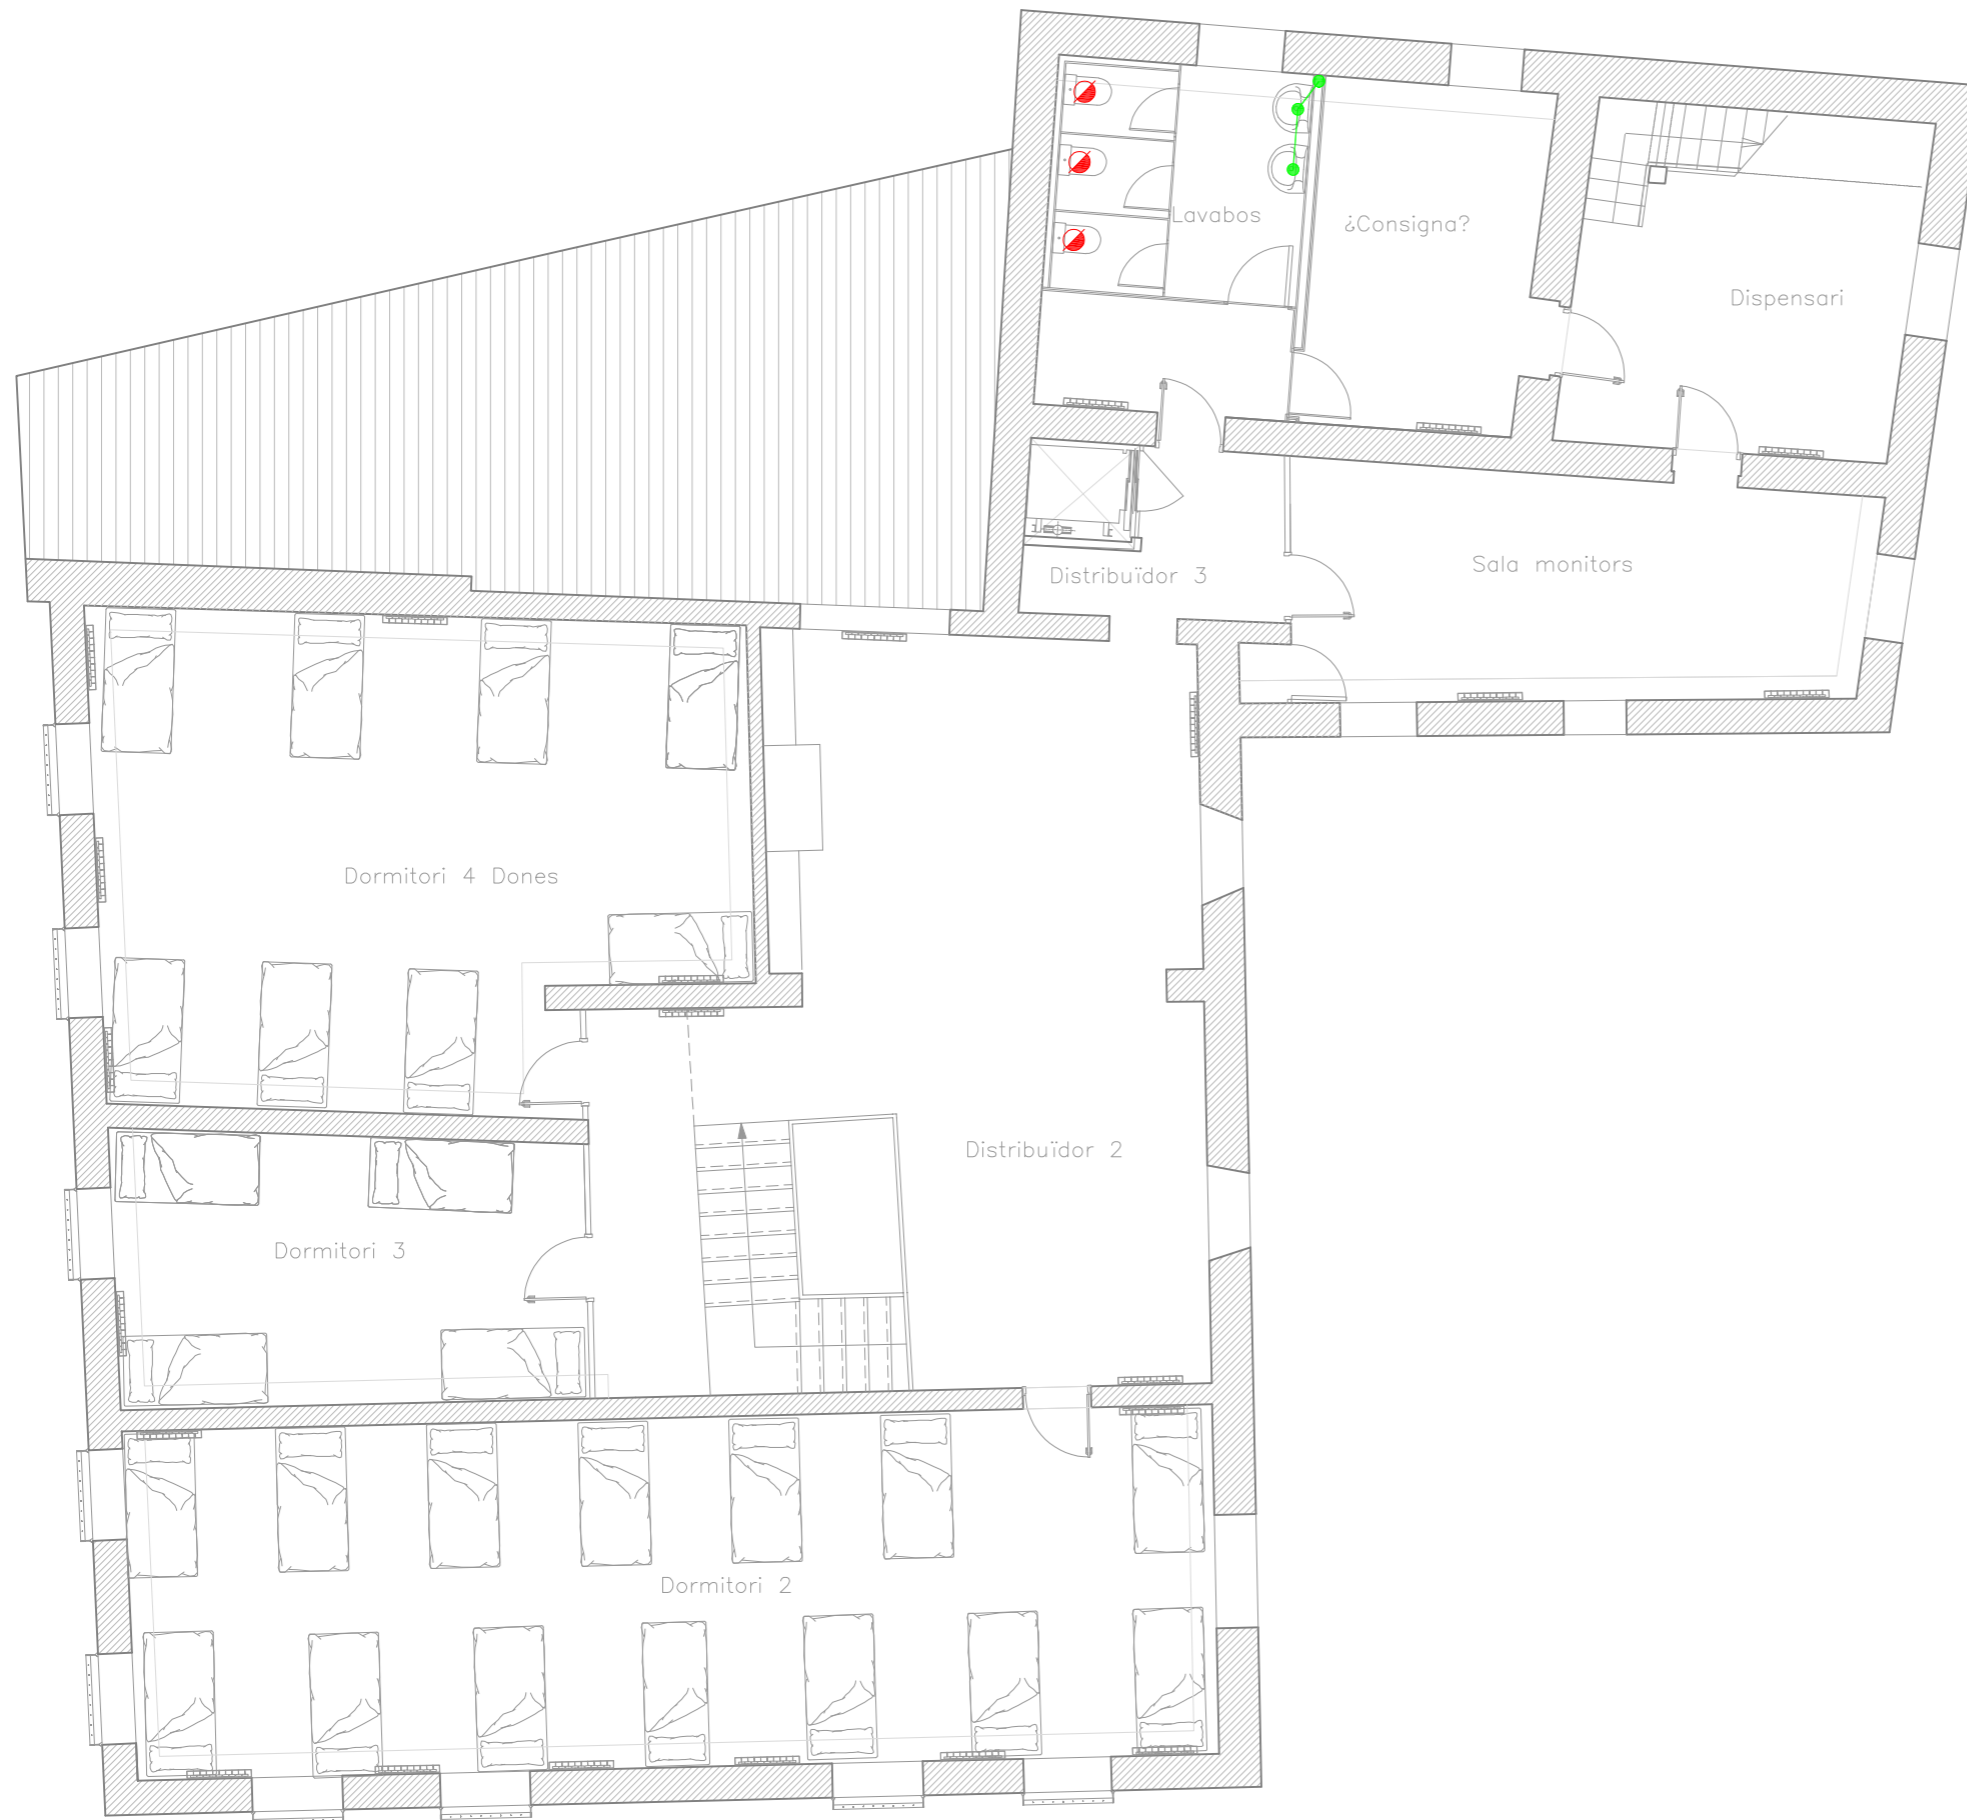 Lavabos
¿Consigna?
Dispensari
Distribuïdor 3
Sala monitors
Dormitori 4 Dones
Distribuïdor 2
Dormitori 3
Dormitori 2